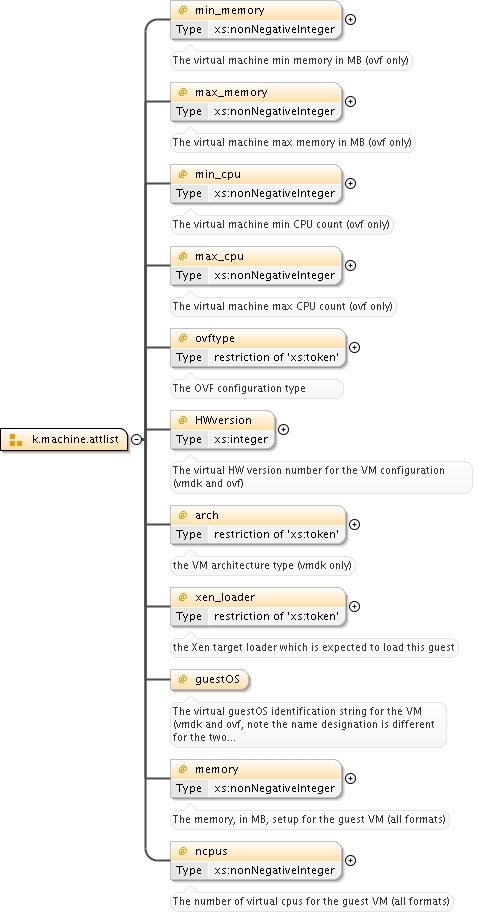 @ min_memory
Type xs:nonNegativeInteger
The virtual machine min memory in MB (ovf only)
@ max_memory
Type xs:nonNegativeInteger
The virtual machine max memory in MB (ovf only)
@ min_cpu
Type xs:nonNegativeInteger
The virtual machine min CPU count (ovf only)
@ max_cpu
Type xs:nonNegativeInteger
The virtual machine max CPU count (ovf only)
@ ovftype
Type restriction of 'xs:token'
The OVF configuration type
k.machine.attlist
@ HWversion
Type xs:integer
The virtual HW version number for the VM configuration
(vmdk and ovf)
@ arch
Type restriction of 'xs:token'
the VM architecture type (vmdk only)
@ xen_loader
Type restriction of 'xs:token'
the Xen target loader which is expected to load this guest
@ guestOS
The virtual guestOS identification string for the VM
(vmdk and ovf, note the name designation is different
for the two...
@ memory
Type xs:nonNegativeInteger
The memory, in MB, setup for the guest VM (all formats)
@ ncpus
Type xs:nonNegativeInteger
The number of virtual cpus for the guest VM (all formats)